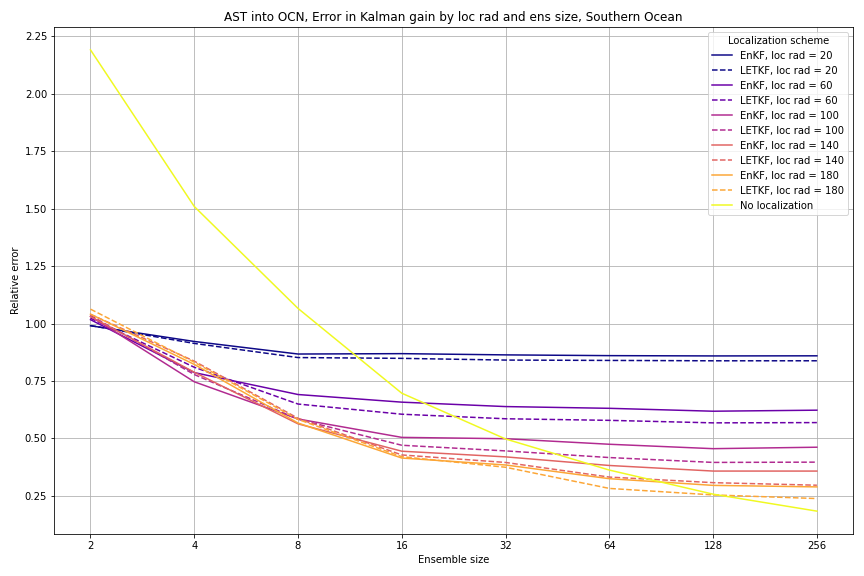 AST into OCN, Error in Kalman gain by loc rad and ens size, Southern Ocean
Localization scheme
EnKF, loc rad = 20
LETKF, loc rad = 20
EnKF, loc rad = 60
LETKF, loc rad = 60
EnKF, loc rad = 100
LETKF, loc rad = 100
EnKF, loc rad = 140
LETKF, loc rad = 140
EnKF, loc rad = 180
LETKF, loc rad = 180
No localization
2.25
2.00
1.75
1.50
1.25
1.00
0.75
0.50
0.25
Relative error
2 4 8 16 32 64 128 256
Ensemble size